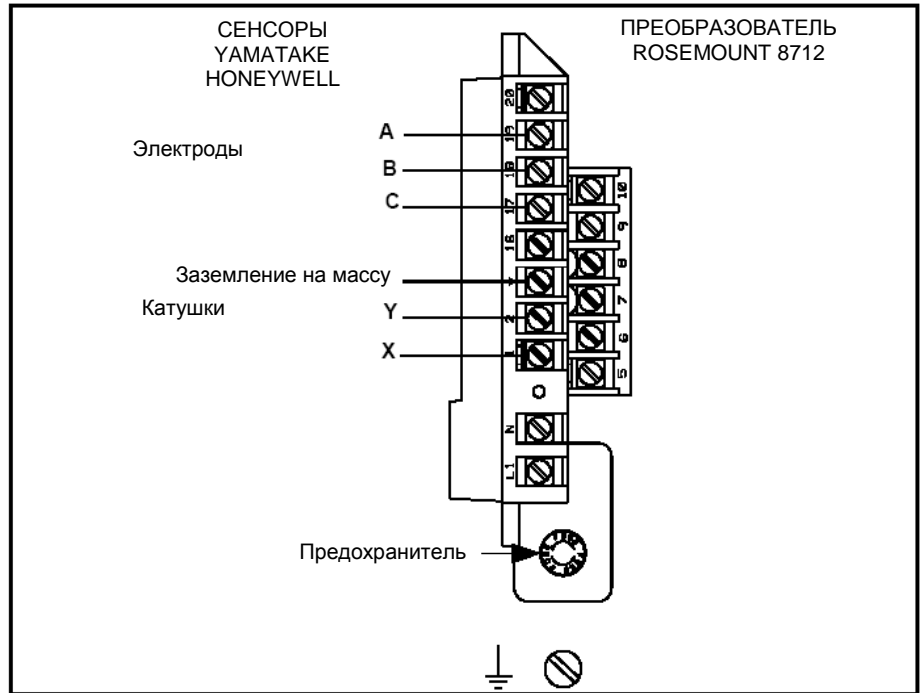 СЕНСОРЫ
YAMATAKE
HONEYWELL
ПРЕОБРАЗОВАТЕЛЬ
ROSEMOUNT 8712
Электроды
A
B
C
Заземление на массу
Катушки
Y
X
Предохранитель
20
19
18
17
16
2
1
N
L1
10
9
8
7
6
5